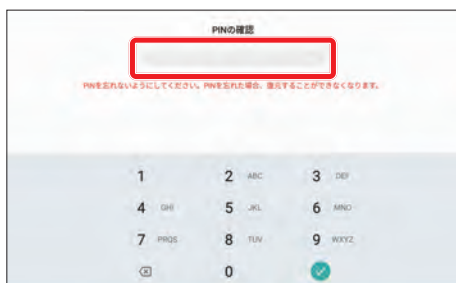 PINの確認
PINを忘れないようにしてください。PINを忘れた場合、復元することができなくなります。
1 2 ABC 3 DEF
4 GHI 5 JKL 6 MNO
7 PRQS 8 TUV 9 WXYZ
0